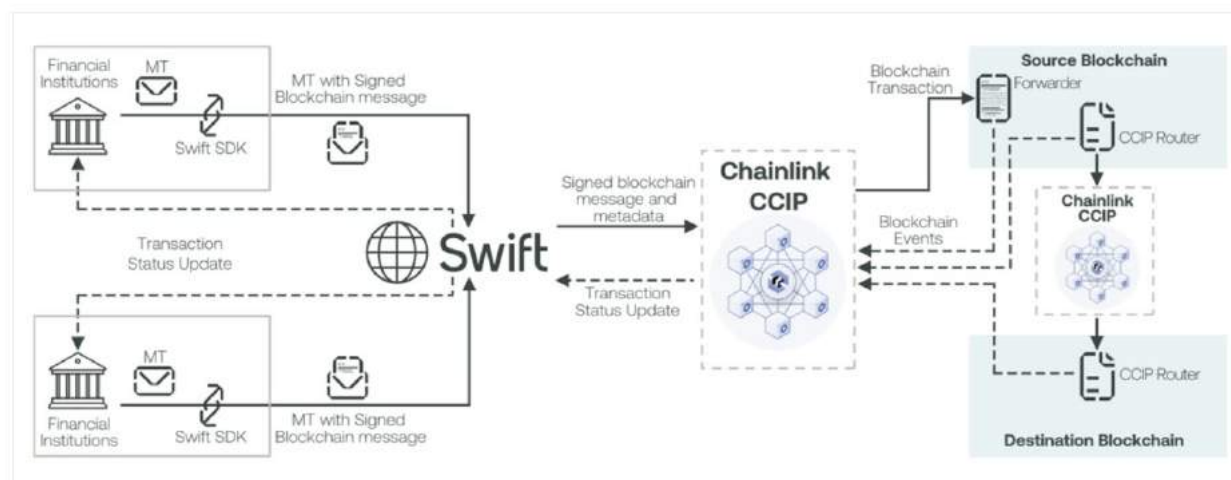 Financial
Institutions
MT
Swift SDK
MT with Signed
Blockchain message
Transaction
Status Update
Financial
Institutions
MT
Swift SDK
MT with Signed
Blockchain message
Swift
Signed blockchain
message and
metadata
Transaction
Status Update
Chainlink
CCIP
Blockchain
Transaction
Blockchain
Events
Source Blockchain
Forwarder
CCIP Router
Chainlink
CCIP
CCIP Router
Destination Blockchain